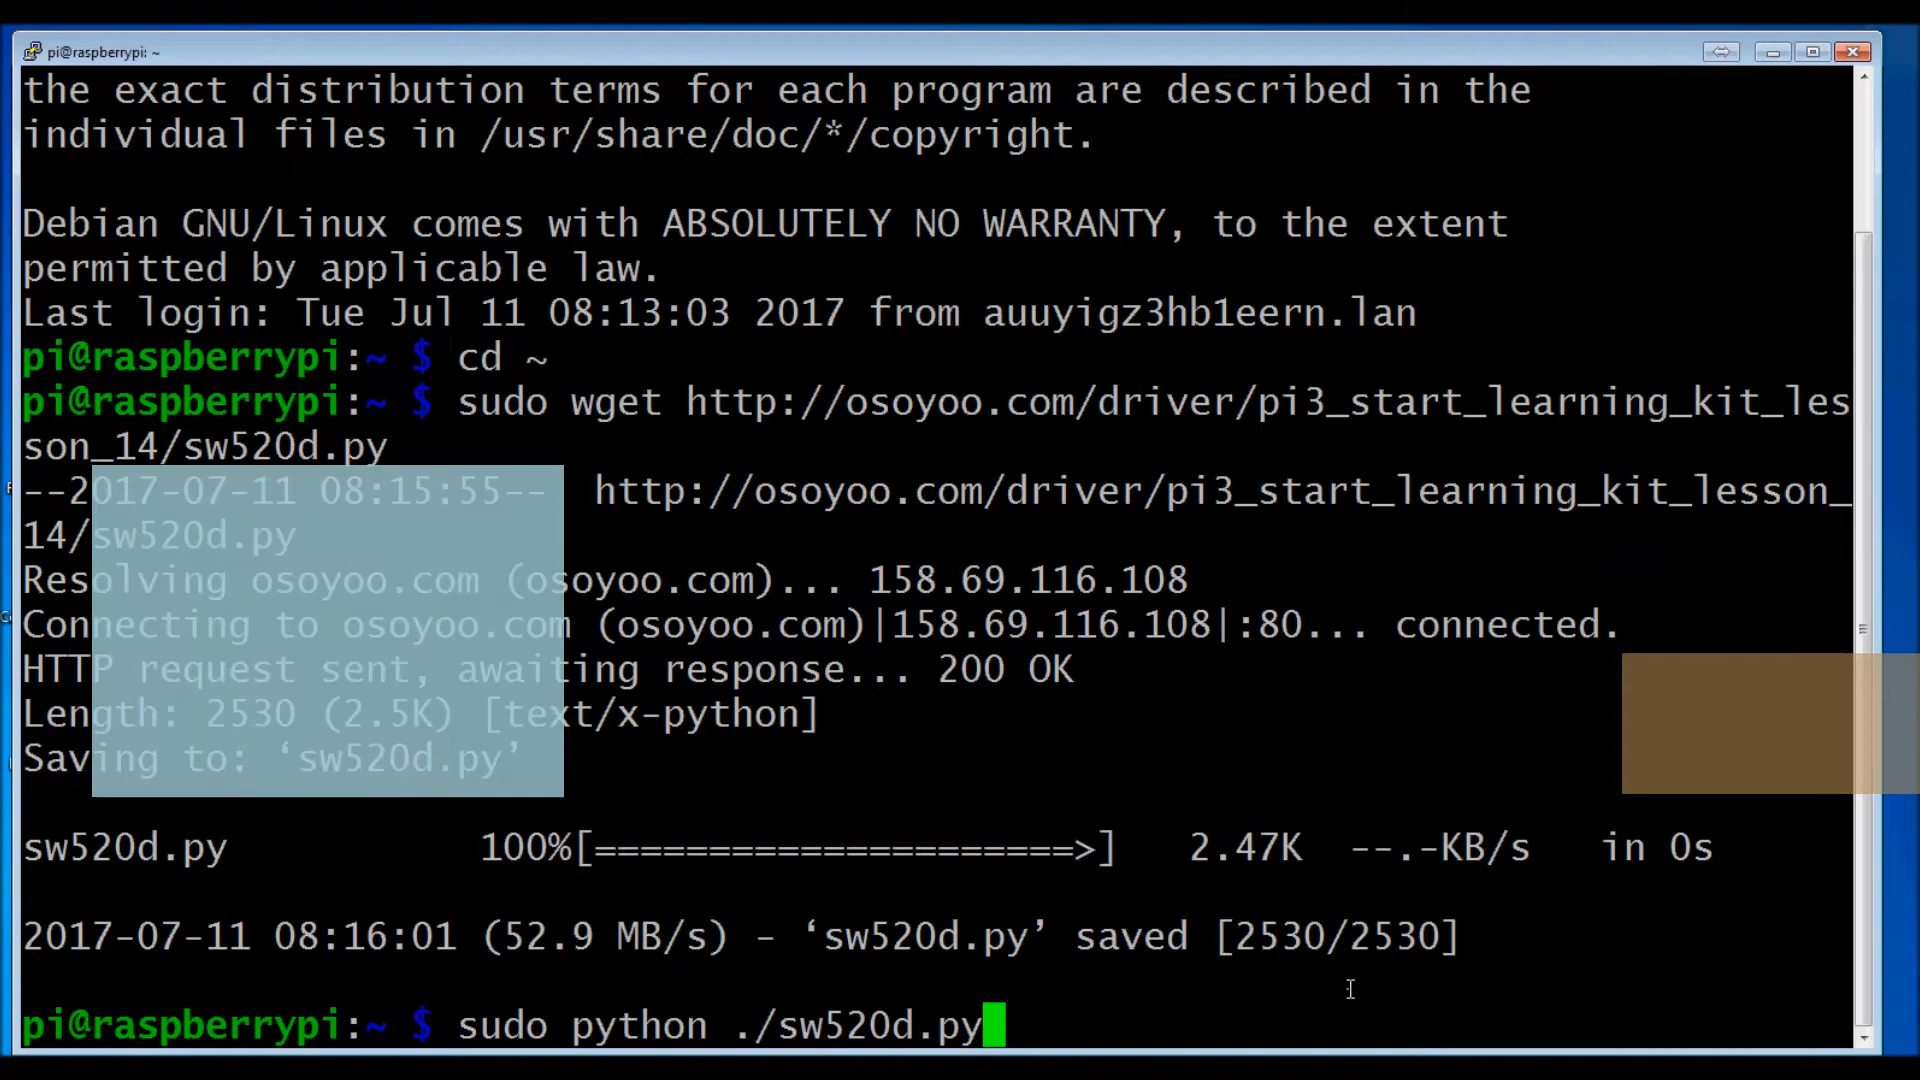 pi@raspberrypi: ~
the exact distribution terms for each program are described in the
individual files in /usr/share/doc/*/copyright.
Debian GNU/Linux comes with ABSOLUTELY NO WARRANTY, to the extent
permitted by applicable law.
Last login: Tue Jul 11 08:13:03 2017 from auuyigz3hb1eern.lan
pi@raspberrypi:~ $ cd ~
pi@raspberrypi:~ $ sudo wget http://osoyoo.com/driver/pi3_start_learning_kit_les
son_14/sw520d.py
--2017-07-11 08:15:55--  http://osoyoo.com/driver/pi3_start_learning_kit_lesson_
14/sw520d.py
Resolving osoyoo.com (osoyoo.com)... 158.69.116.108
Connecting to osoyoo.com (osoyoo.com)|158.69.116.108|:80... connected.
HTTP request sent, awaiting response... 200 OK
Length: 2530 (2.5K) [text/x-python]
Saving to: ‘sw520d.py’
sw520d.py           100%[=====================>]   2.47K  --.-KB/s   in 0s
2017-07-11 08:16:01 (52.9 MB/s) - ‘sw520d.py’ saved [2530/2530]
pi@raspberrypi:~ $ sudo python ./sw520d.py